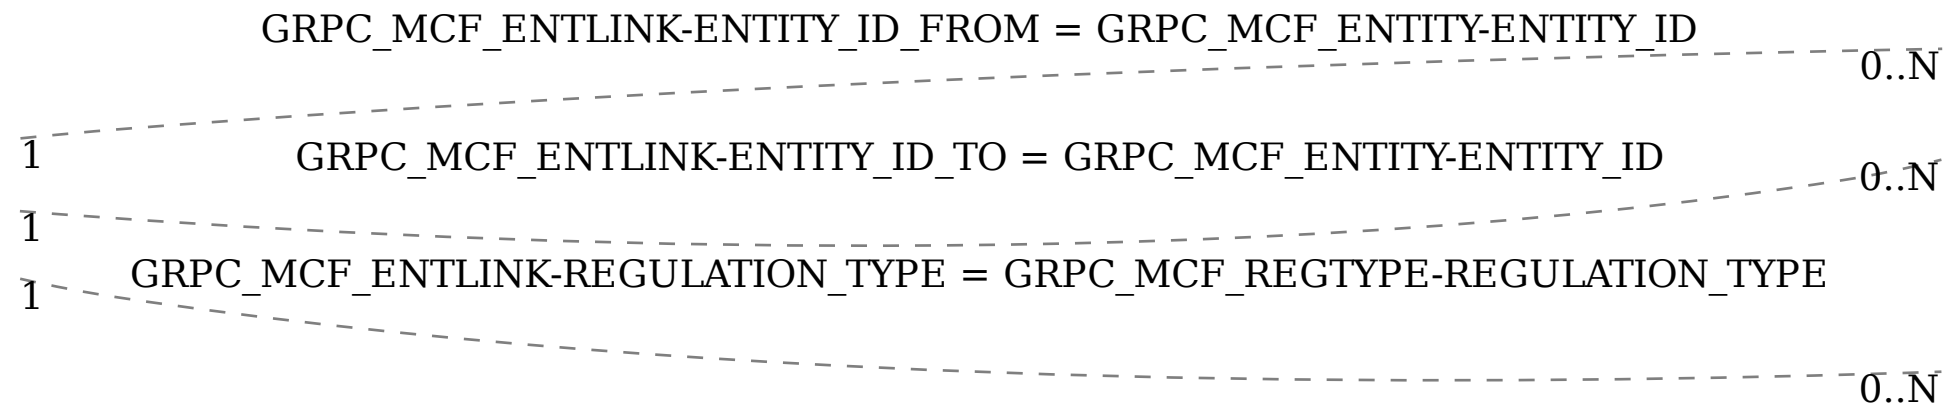 GRPC_MCF_ENTLINK-ENTITY_ID_FROM = GRPC_MCF_ENTITY-ENTITY_ID
0..N
1
GRPC_MCF_ENTLINK-ENTITY_ID_TO = GRPC_MCF_ENTITY-ENTITY_ID
0..N
1
GRPC_MCF_ENTLINK-REGULATION_TYPE = GRPC_MCF_REGTYPE-REGULATION_TYPE
1
0..N